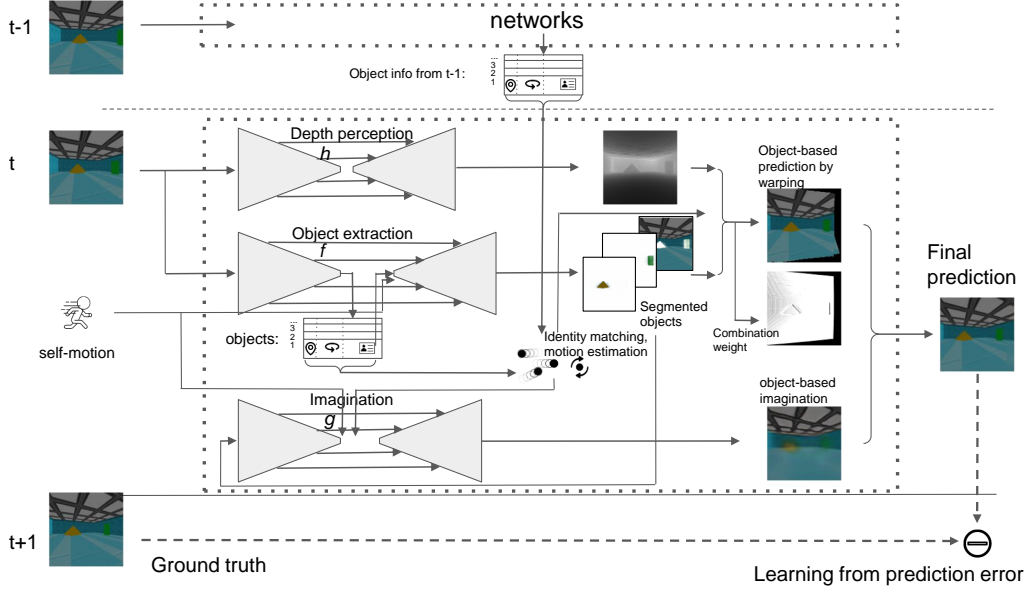 t-1
networks
Object info from t-1:
...
3
2
1
t
Depth perception
h
Object-based
prediction by
warping
Object extraction
f
Final
prediction
Segmented
objects
self-motion
objects:
...
3
2
1
Identity matching,
motion estimation
Combination
weight
Imagination
g
object-based
imagination
t+1
Ground truth
Learning from prediction error